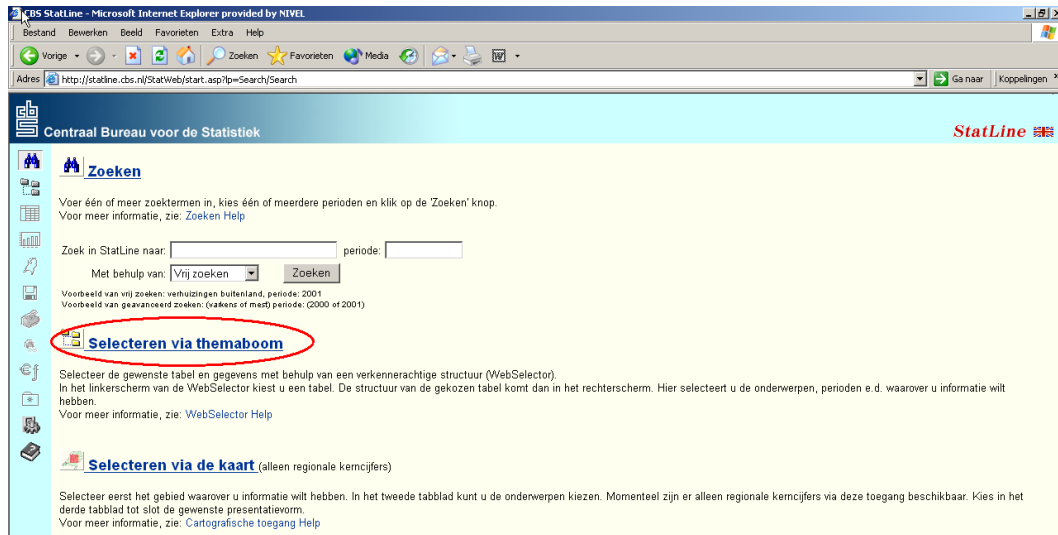 CBS StatLine - Microsoft Internet Explorer provided by NIVEL
Bestand Bewerken Beeld Favorieten Extra Help
Vorige Zoeken Favorieten Media
Adres http://statline.cbs.nl/StatWeb/start.asp?lp=Search/Search Ga naar Koppelingen »
Centraal Bureau voor de Statistiek StatLine
Zoeken
Voer één of meer zoektermen in, kies één of meerdere perioden en klik op de 'Zoeken' knop.
Voor meer informatie, zie: Zoeken Help
Zoek in StatLine naar: periode:
Met behulp van: Vrij zoeken Zoeken
Voorbeeld van vrij zoeken: verhuizingen buitenland, periode: 2001
Voorbeeld van geavanceerd zoeken: (varkens of mest) periode: (2000 of 2001)
Selecteren via themaboom
Selecteer de gewenste tabel en gegevens met behulp van een verkennerachtige structuur (WebSelector).
In het linkerscherm van de WebSelector kiest u een tabel. De structuur van de gekozen tabel komt dan in het rechterscherm. Hier selecteert u de onderwerpen, perioden e.d. waarover u informatie wilt
hebben.
Voor meer informatie, zie: WebSelector Help
Selecteren via de kaart (alleen regionale kerncijfers)
Selecteer eerst het gebied waarover u informatie wilt hebben. In het tweede tabblad kunt u de onderwerpen kiezen. Momenteel zijn er alleen regionale kerncijfers via deze toegang beschikbaar. Kies in het
derde tabblad tot slot de gewenste presentatievorm.
Voor meer informatie, zie: Cartografische toegang Help